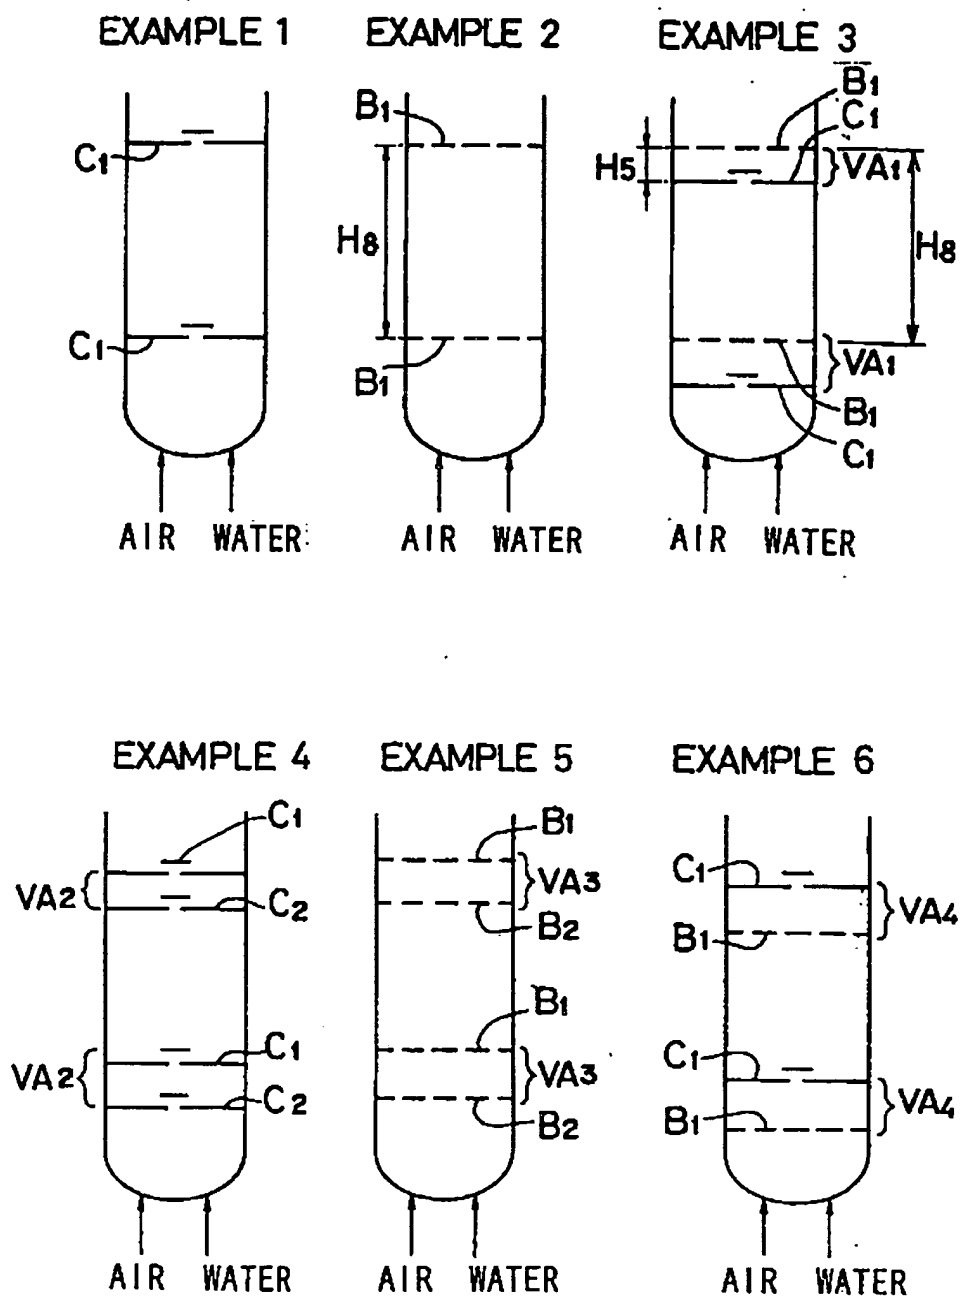 EXAMPLE 1
C1
C1
AIR WATER
EXAMPLE 2
B1
H8
B1
AIR WATER
EXAMPLE 3
B1
C1
H5
VA1
H8
VA1
B1
C1
AIR WATER
EXAMPLE 4
C1
VA2
C2
C1
VA2
C2
AIR WATER
EXAMPLE 5
B1
VA3
B2
B1
VA3
B2
AIR WATER
EXAMPLE 6
C1
VA4
B1
C1
VA4
B1
AIR WATER